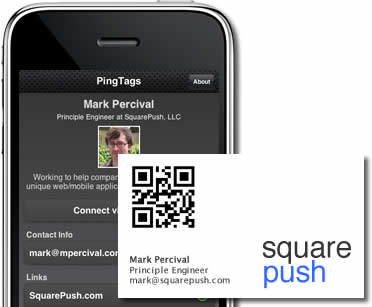 PingTags
About
Mark Percival
Principle Engineer at SquarePush, LLC
Working to help compan
unique web/mobile applic
Connect vi
Contact Info
mark@mpercival.com
Links
SquarePush.com
Mark Percival
Principle Engineer
mark@squarepush.com
square
push